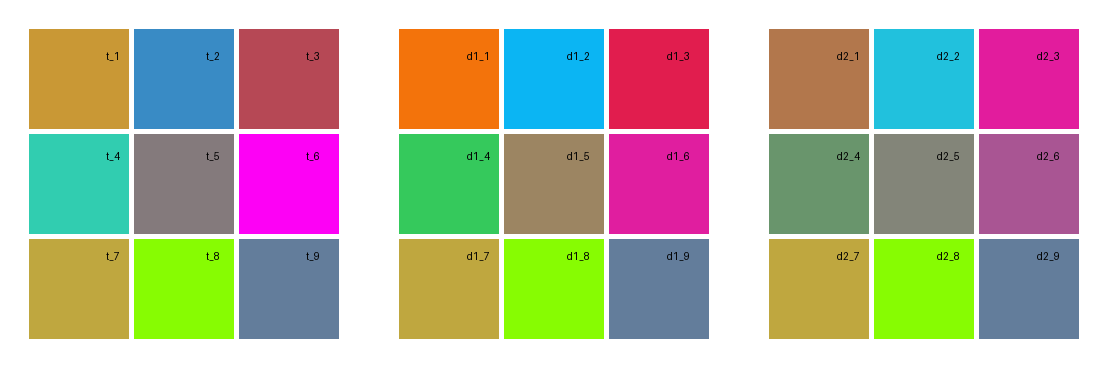 t_1 t_2 t_3 d1_1 d1_2 d1_3 d2_1 d2_2 d2_3
t_4 t_5 t_6 d1_4 d1_5 d1_6 d2_4 d2_5 d2_6
t_7 t_8 t_9 d1_7 d1_8 d1_9 d2_7 d2_8 d2_9